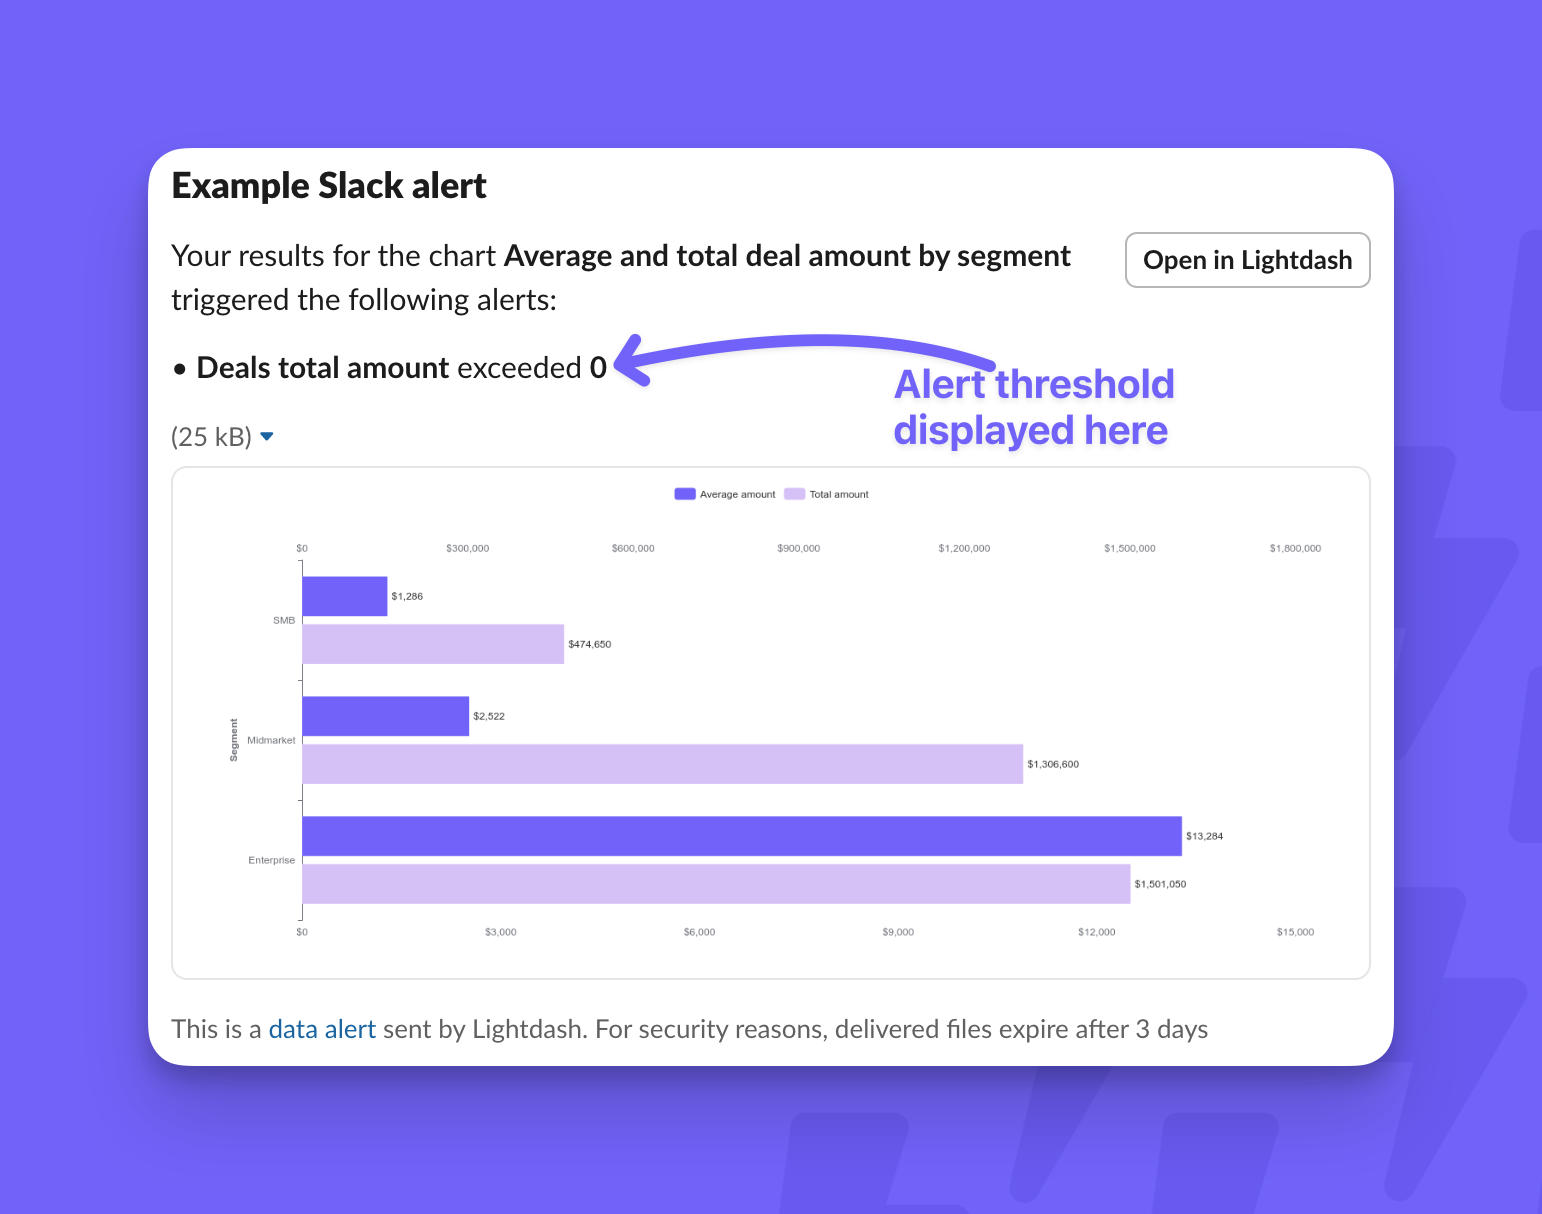 Example Slack alert
Your results for the chart Average and total deal amount by segment
triggered the following alerts:
Open in Lightdash
• Deals total amount exceeded 0
Alert threshold
displayed here
(25 kB)
Average amount Total amount
$0 $300,000 $600,000 $900,000 $1,200,000 $1,500,000 $1,800,000
Segment
SMB
$1,286
$474,650
Midmarket
$2,522
$1,306,600
Enterprise
$13,284
$1,501,050
$0 $3,000 $6,000 $9,000 $12,000 $15,000
This is a data alert sent by Lightdash. For security reasons, delivered files expire after 3 days